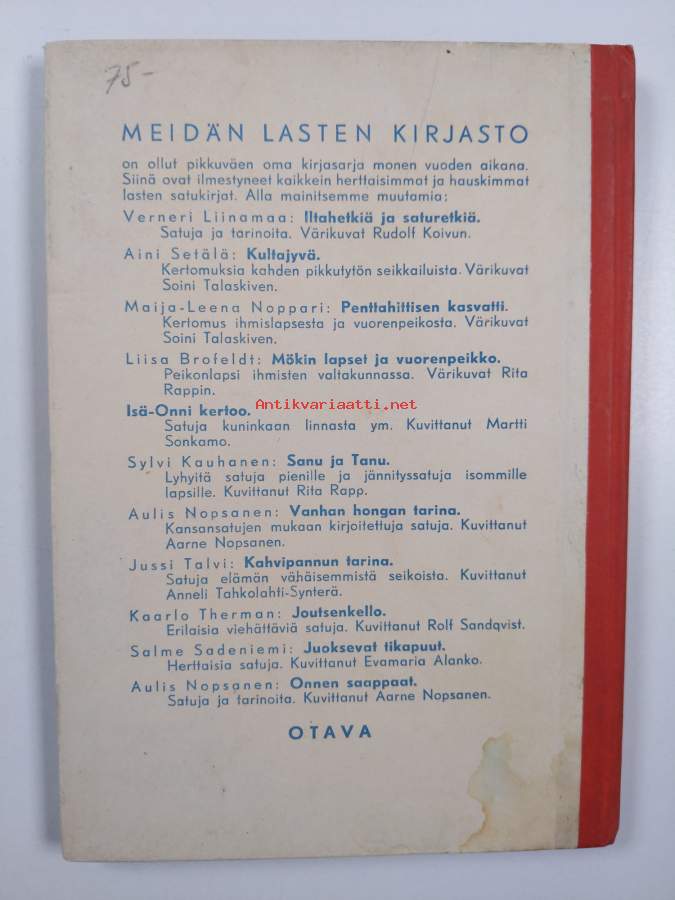 75-
MEIDÄN LASTEN KIRJASTO
on ollut pikkuväen oma kirjasarja monen vuoden aikana.
Siinä ovat ilmestyneet kaikkein herttaisimmat ja hauskimmat
lasten satukirjat. Alla mainitsemme muutamia:
Verneri Liinamaa: Iltahetkiä ja saturetkiä.
Satuja ja tarinoita. Värikuvat Rudolf Koivun.
Aini Setälä: Kultajyvä.
Kertomuksia kahden pikkutytön seikkailuista. Värikuvat
Soini Talaskiven.
Maija-Leena Noppari: Penttahittisen kasvatti.
Kertomus ihmislapsesta ja vuorenpeikosta. Värikuvat
Soini Talaskiven.
Liisa Brofeldt: Mökin lapset ja vuorenpeikko.
Peikonlapsi ihmisten valtakunnassa. Värikuvat Rita
Rappin.
Isä-Onni kertoo. Antikvariaatti.net
Satuja kuninkaan linnasta ym. Kuvittanut Martti
Sonkamo.
Sylvi Kauhanen: Sanu ja Tanu.
Lyhyitä satuja pienille ja jännityssatuja isommille
lapsille. Kuvittanut Rita Rapp.
Aulis Nopsanen: Vanhan hongan tarina.
Kansansatujen mukaan kirjoitettuja satuja. Kuvittanut
Aarne Nopsanen.
Jussi Talvi: Kahvipannun tarina.
Satuja elämän vähäisemmistä seikoista. Kuvittanut
Anneli Tahkolahti-Synterä.
Kaarlo Therman: Joutsenkello.
Erilaisia viehättäviä satuja. Kuvittanut Rolf Sandqvist.
Salme Sadeniemi: Juoksevat tikapuut.
Herttaisia satuja. Kuvittanut Evamaria Alanko.
Aulis Nopsanen: Onnen saappaat.
Satuja ja tarinoita. Kuvittanut Aarne Nopsanen.
OTAVA